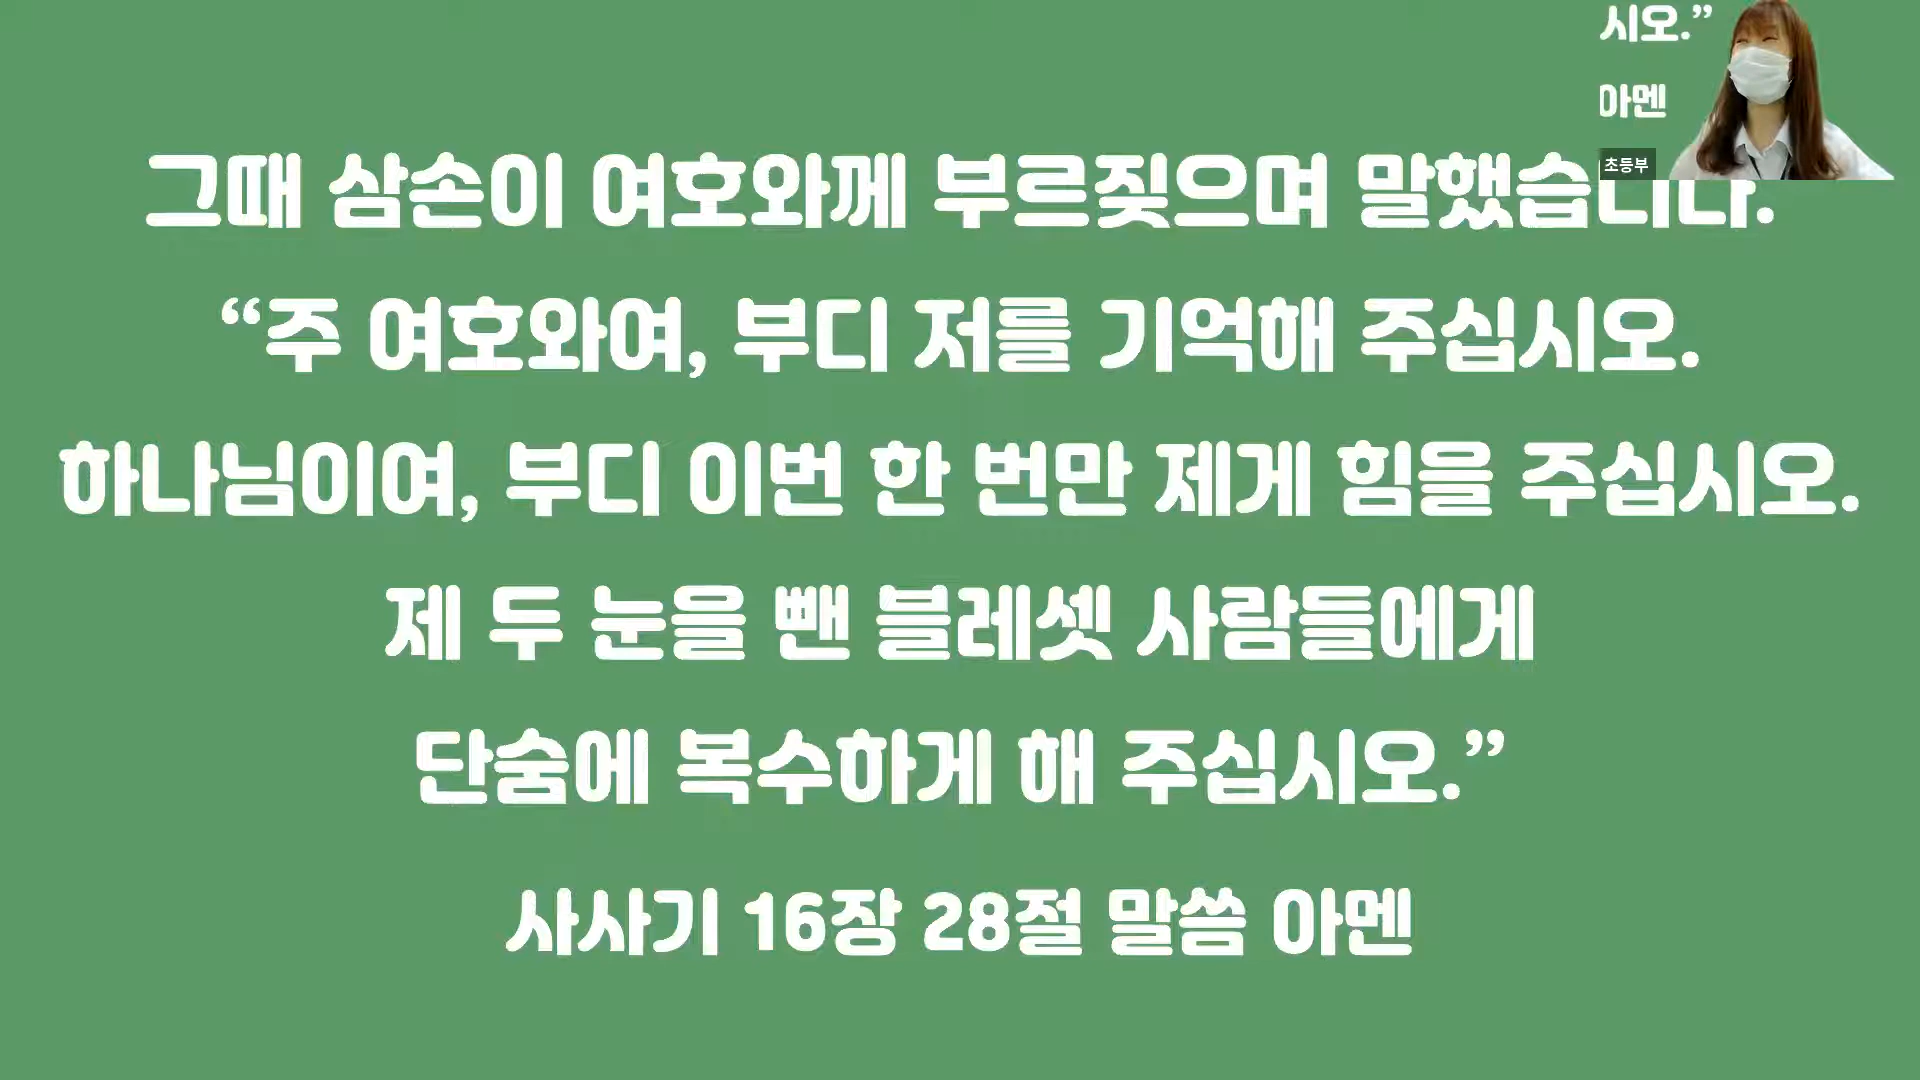 시오.”
아멘
초등부
그때 삼손이 여호와께 부르짖으며 말했습니다.
“주 여호와여, 부디 저를 기억해 주십시오.
하나님이여, 부디 이번 한 번만 제게 힘을 주십시오.
제 두 눈을 뺀 블레셋 사람들에게
단숨에 복수하게 해 주십시오.”
사사기 16장 28절 말씀 아멘